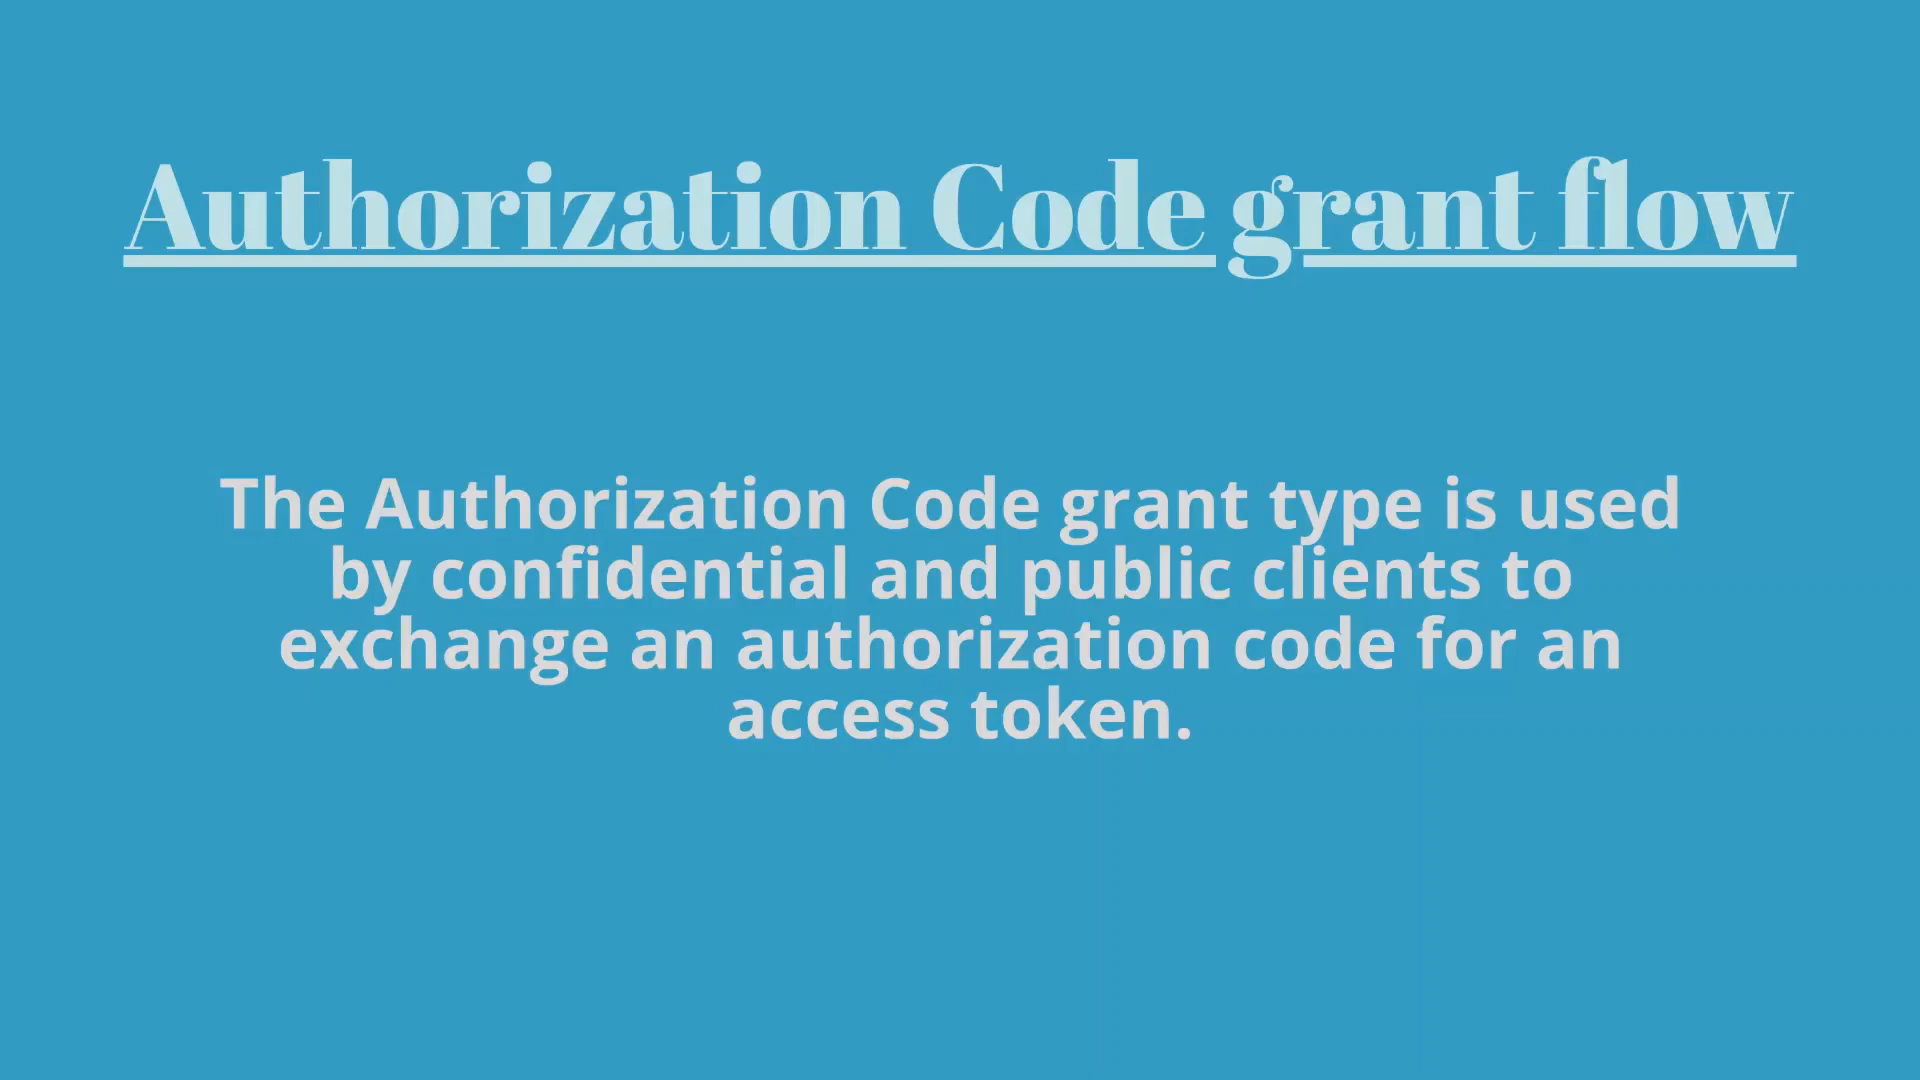 Authorization Code grant flow
The Authorization Code grant type is used
by confidential and public clients to
exchange an authorization code for an
access token.